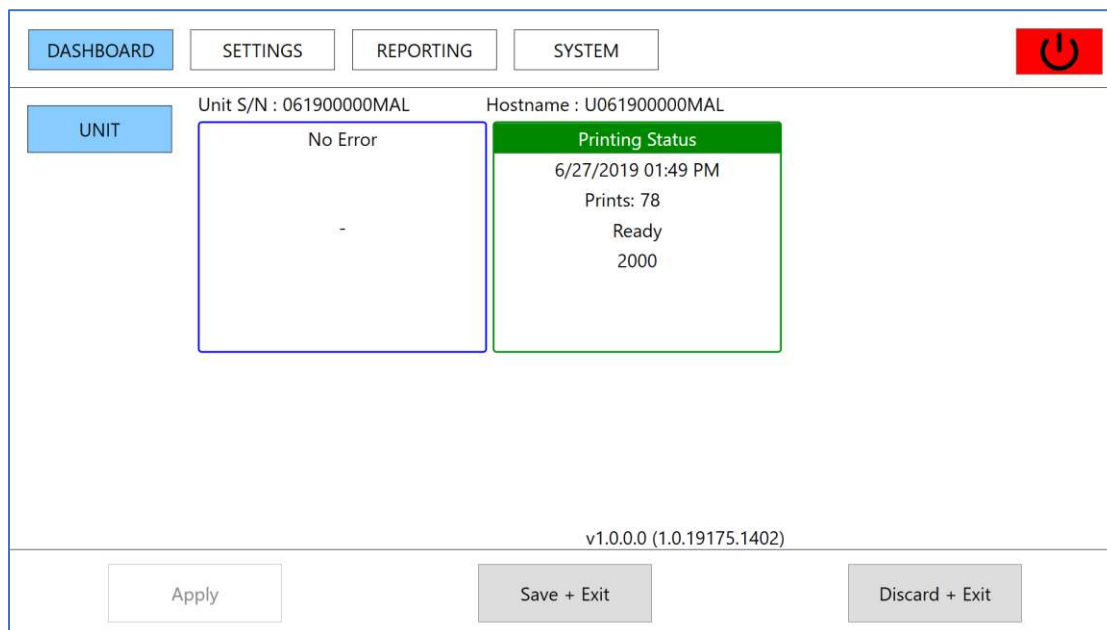 DASHBOARD SETTINGS REPORTING SYSTEM
UNIT
Unit S/N : 061900000MAL Hostname : U061900000MAL
No Error
-
Printing Status
6/27/2019 01:49 PM
Prints: 78
Ready
2000
v1.0.0.0 (1.0.19175.1402)
Apply Save + Exit Discard + Exit